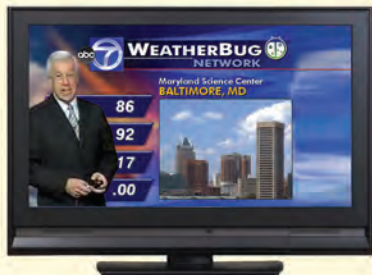 abc 7 WEATHERBUG
NETWORK
Maryland Science Center
BALTIMORE, MD
86
92
17
.00